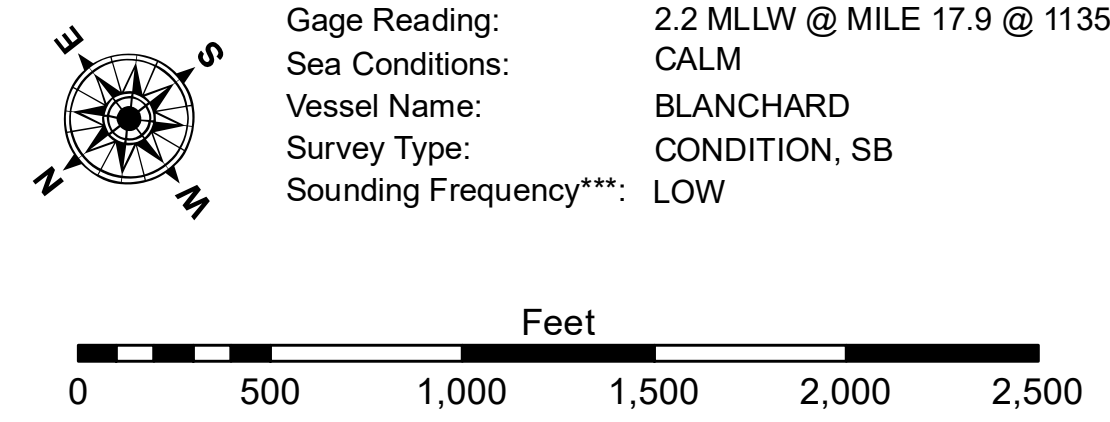 E
S
N
W
Gage Reading: 2.2 MLLW @ MILE 17.9 @ 1135
Sea Conditions: CALM
Vessel Name: BLANCHARD
Survey Type: CONDITION, SB
Sounding Frequency***: LOW
Feet
0 500 1,000 1,500 2,000 2,500